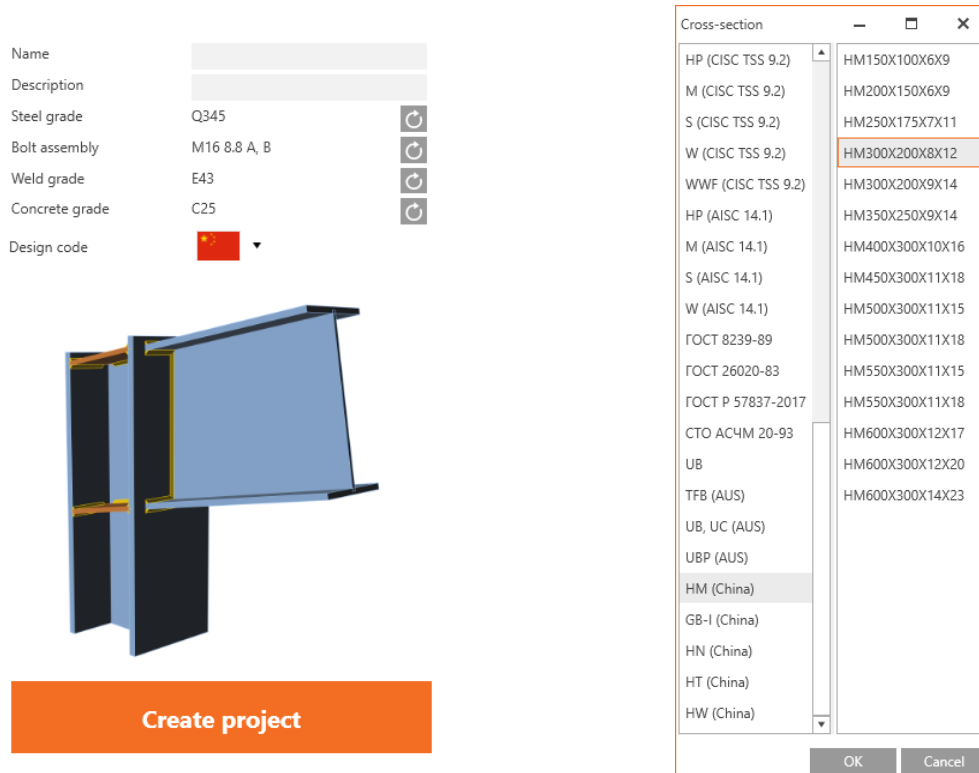 Name
Description
Steel grade Q345
Bolt assembly M16 8.8 A, B
Weld grade E43
Concrete grade C25
Design code
Create project
Cross-section
HP (CISC TSS 9.2)
M (CISC TSS 9.2)
S (CISC TSS 9.2)
W (CISC TSS 9.2)
WWF (CISC TSS 9.2)
HP (AISC 14.1)
M (AISC 14.1)
S (AISC 14.1)
W (AISC 14.1)
ГОСТ 8239-89
ГОСТ 26020-83
ГОСТ Р 57837-2017
СТО АСЧМ 20-93
UB
TFB (AUS)
UB, UC (AUS)
UBP (AUS)
HM (China)
GB-I (China)
HN (China)
HT (China)
HW (China)
HM150X100X6X9
HM200X150X6X9
HM250X175X7X11
HM300X200X8X12
HM300X200X9X14
HM350X250X9X14
HM400X300X10X16
HM450X300X11X18
HM500X300X11X15
HM500X300X11X18
HM550X300X11X15
HM550X300X11X18
HM600X300X12X17
HM600X300X12X20
HM600X300X14X23
OK
Cancel